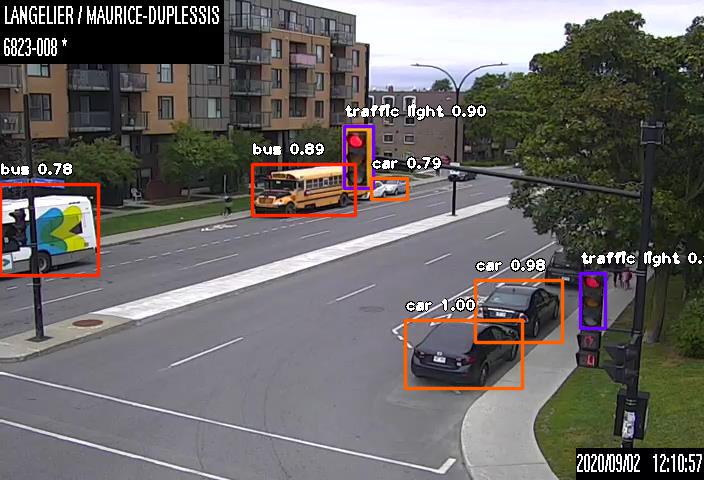 LANGELIER / MAURICE-DUPLESSIS
6823-008 *
traffic light 0.90
bus 0.89
car 0.79
bus 0.78
traffic light 0.
car 0.98
car 1.00
2020/09/02 12:10:57